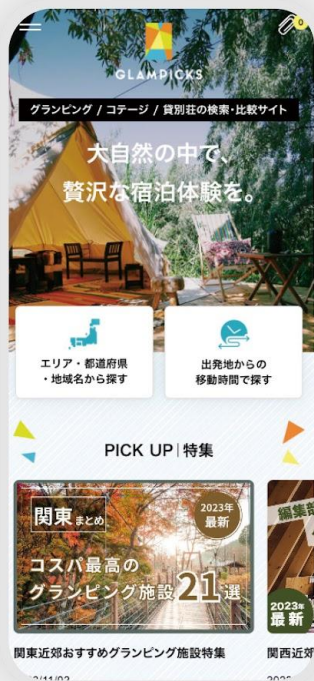 0
GLAMPICKS
グランピング / コテージ / 貸別荘の検索・比較サイト
大自然の中で、
贅沢な宿泊体験を。
エリア・都道府県
・地域名から探す
出発地からの
移動時間で探す
PICK UP|特集
関東まとめ
2023年
最新
コスパ最高の
グランピング施設21選
編集部
2023年
最新
関東近郊おすすめグランピング施設特集
関西近郊